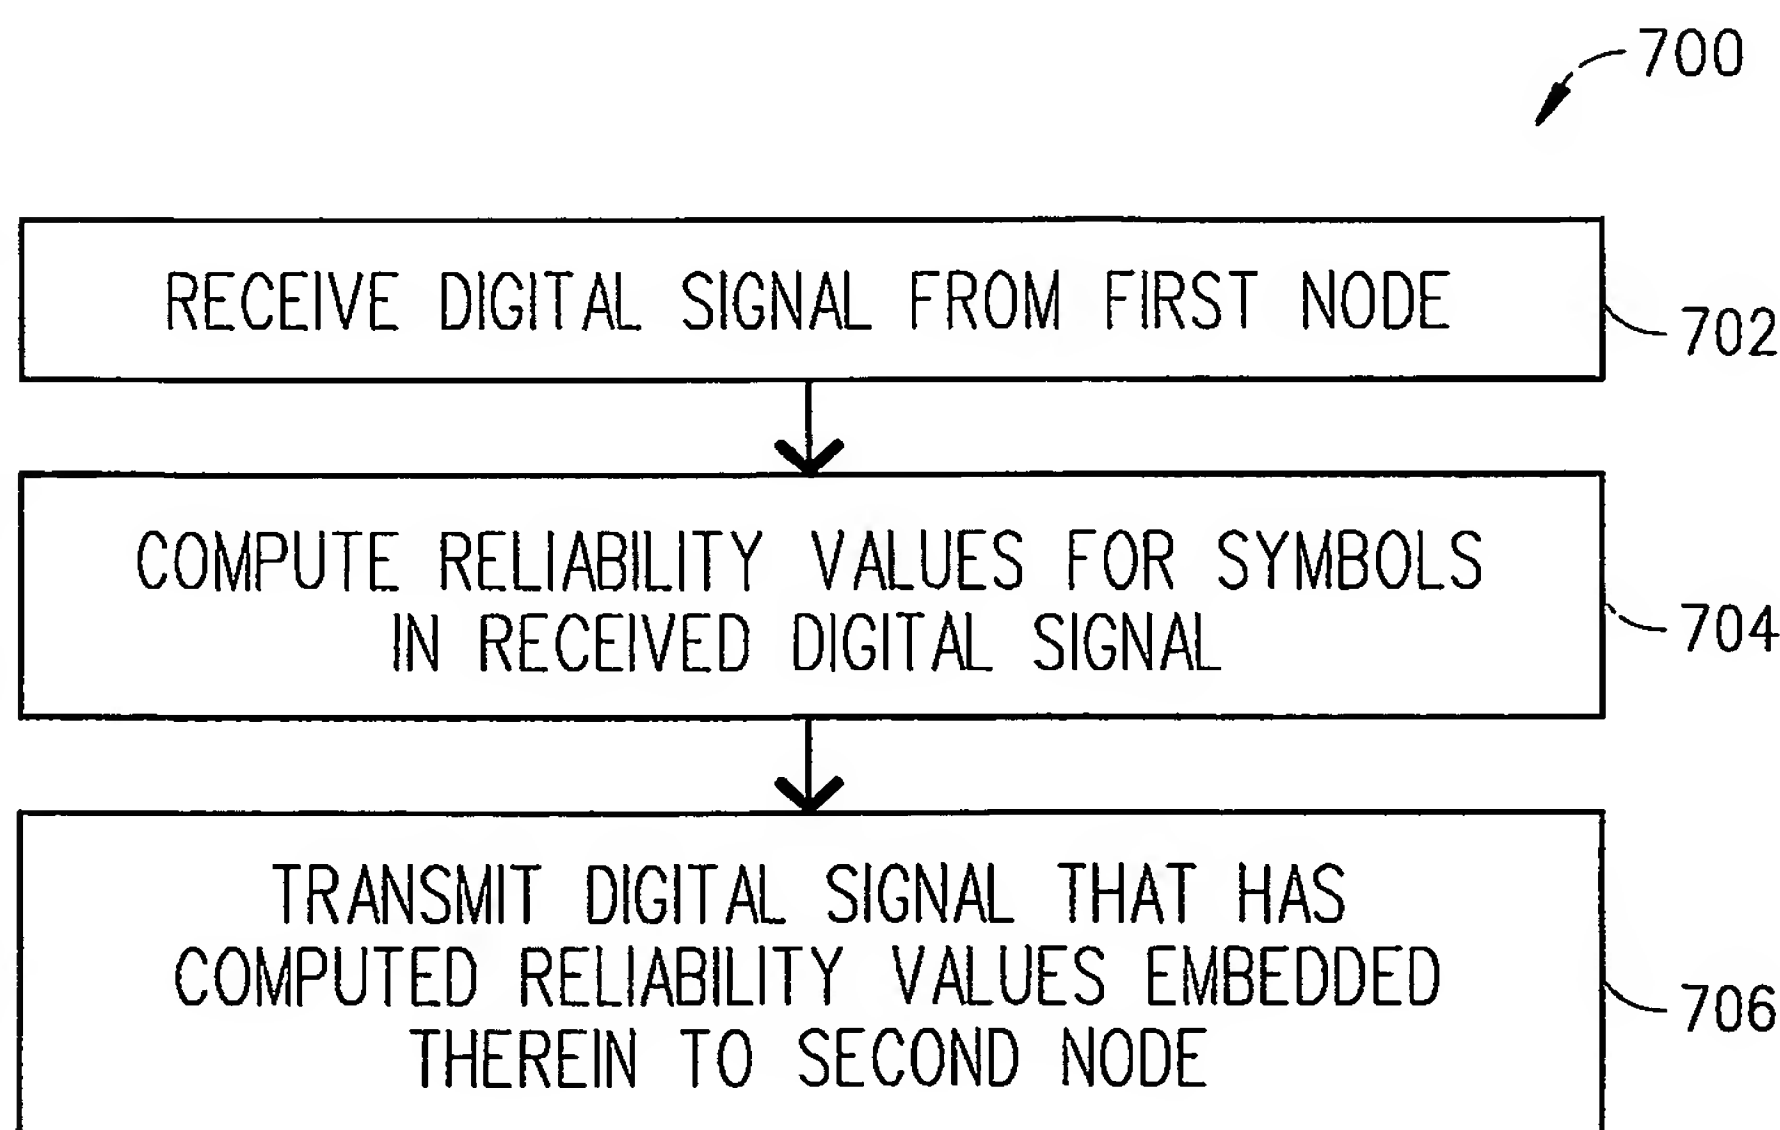 700
RECEIVE DIGITAL SIGNAL FROM FIRST NODE
702
COMPUTE RELIABILITY VALUES FOR SYMBOLS
IN RECEIVED DIGITAL SIGNAL
704
TRANSMIT DIGITAL SIGNAL THAT HAS
COMPUTED RELIABILITY VALUES EMBEDDED
THEREIN TO SECOND NODE
706